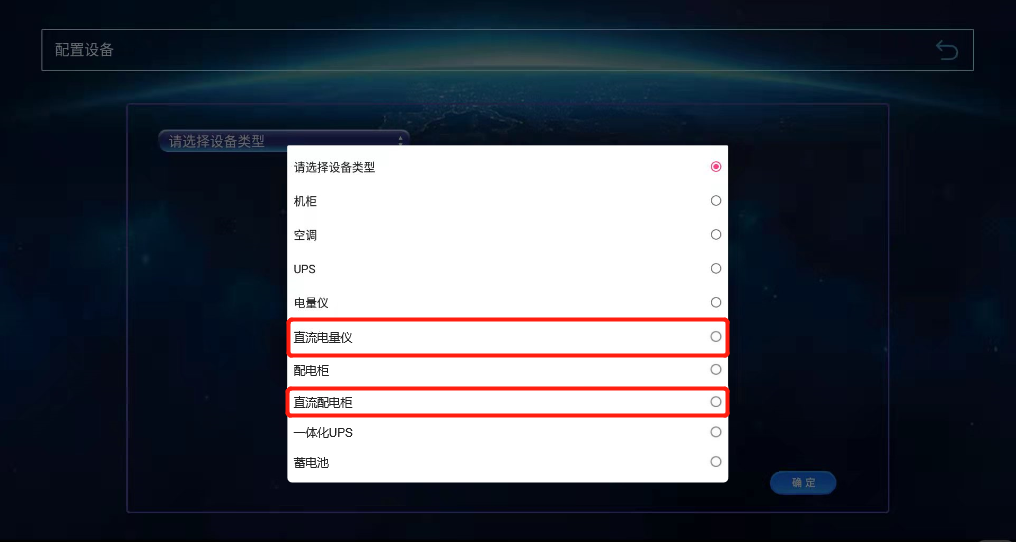 配置设备
请选择设备类型
请选择设备类型
机柜
空调
UPS
电量仪
直流电量仪
配电柜
直流配电柜
一体化UPS
蓄电池
确定